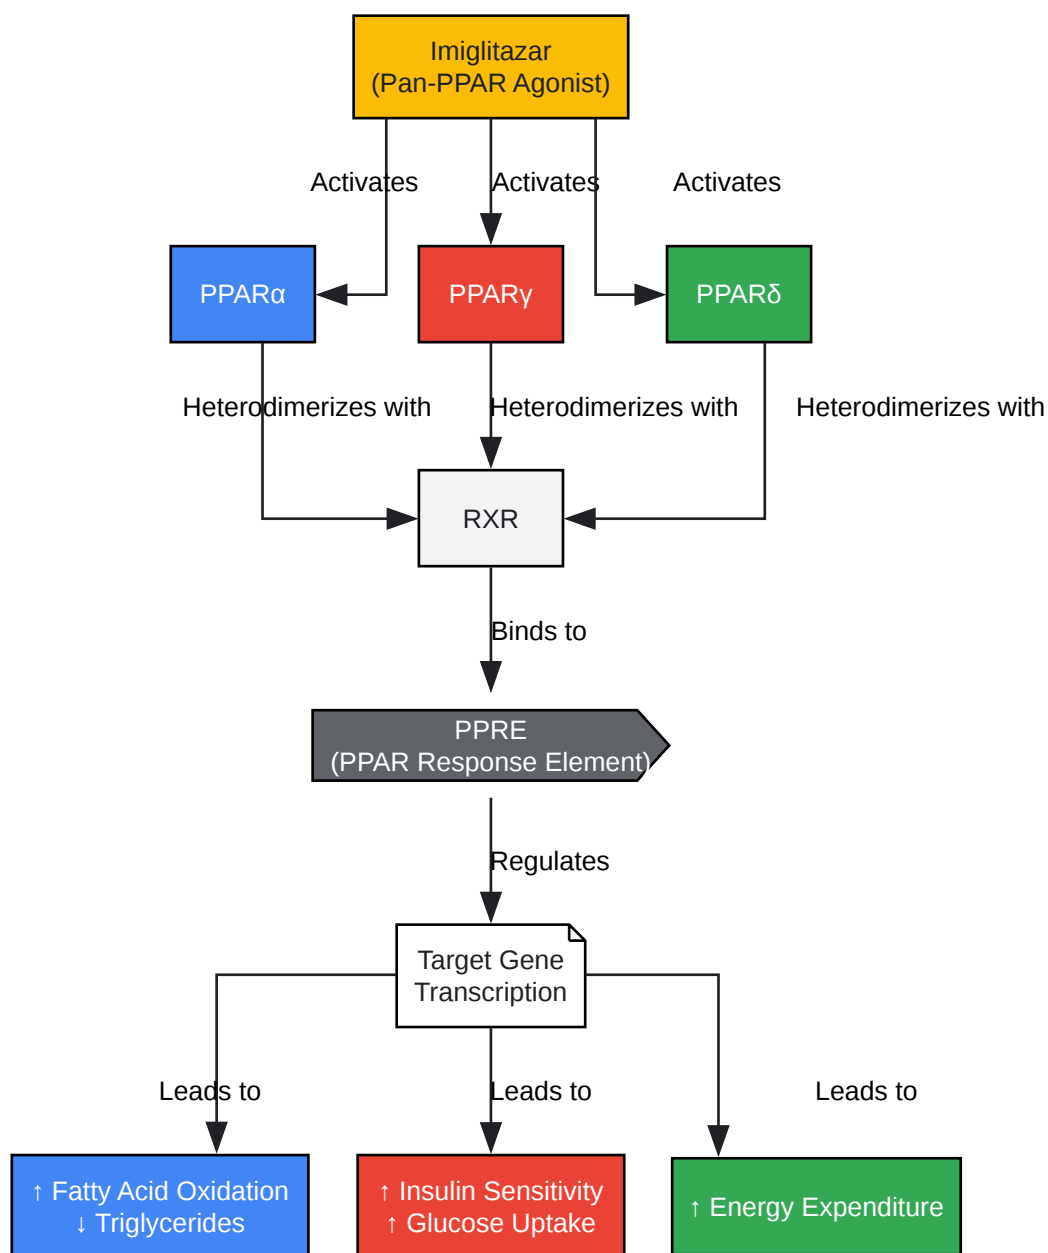 Imiglitazar
(Pan-PPAR Agonist)
Activates
Activates
Activates
PPARα
PPARγ
PPARδ
Heterodimerizes with
Heterodimerizes with
Heterodimerizes with
RXR
Binds to
PPRE
(PPAR Response Element)
Regulates
Target Gene
Transcription
Leads to
Leads to
Leads to
↑ Fatty Acid Oxidation
↓ Triglycerides
↑ Insulin Sensitivity
↑ Glucose Uptake
↑ Energy Expenditure